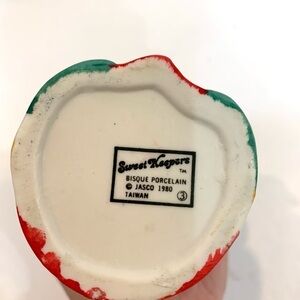 Sweet Keepers
TM
BISQUE PORCELAIN
© JASCO 1980
TAIWAN 3